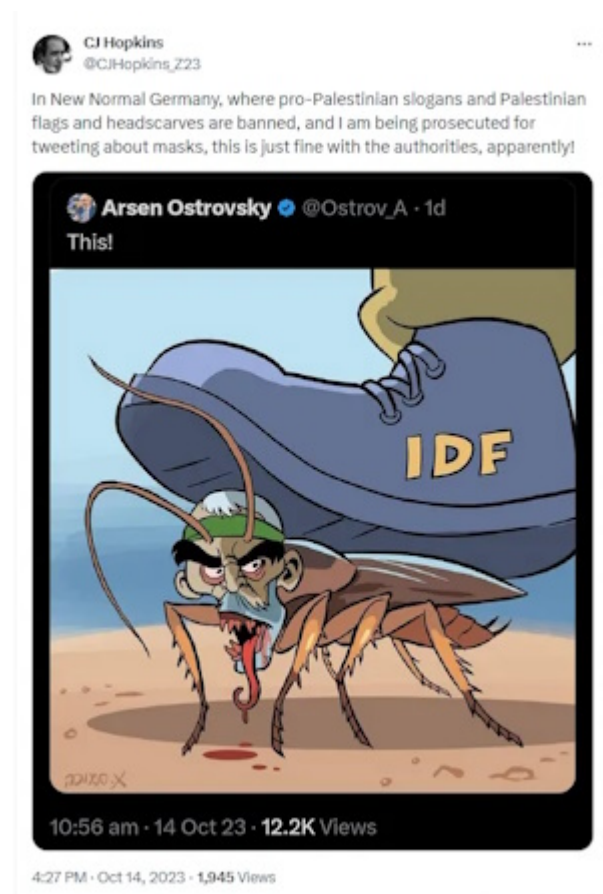 CJ Hopkins
@CJHopkins_Z23
In New Normal Germany, where pro-Palestinian slogans and Palestinian
flags and headscarves are banned, and I am being prosecuted for
tweeting about masks, this is just fine with the authorities, apparently!
Arsen Ostrovsky @Ostrov_A · 1d
This!
IDF
10:56 am · 14 Oct 23 · 12.2K Views
4:27 PM · Oct 14, 2023 · 1,945 Views